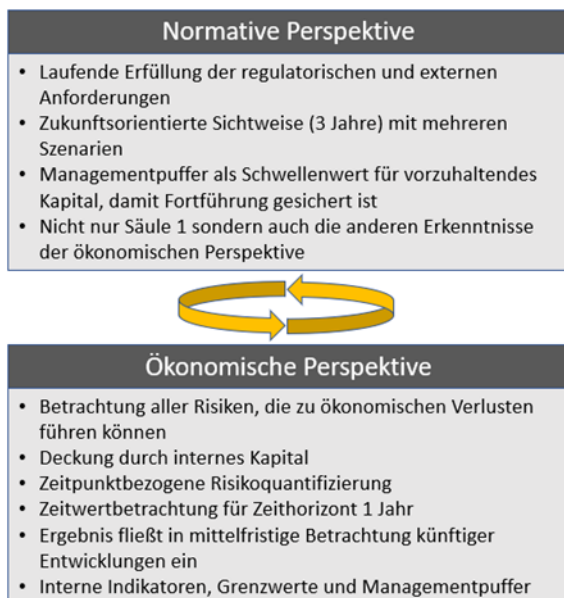 Normative Perspektive
• Laufende Erfüllung der regulatorischen und externen
Anforderungen
• Zukunftsorientierte Sichtweise (3 Jahre) mit mehreren
Szenarien
• Managementpuffer als Schwellenwert für vorzuhaltendes
Kapital, damit Fortführung gesichert ist
• Nicht nur Säule 1 sondern auch die anderen Erkenntnisse
der ökonomischen Perspektive
Ökonomische Perspektive
• Betrachtung aller Risiken, die zu ökonomischen Verlusten
führen können
• Deckung durch internes Kapital
• Zeitpunktbezogene Risikoquantifizierung
• Zeitwertbetrachtung für Zeithorizont 1 Jahr
• Ergebnis fließt in mittelfristige Betrachtung künftiger
Entwicklungen ein
• Interne Indikatoren, Grenzwerte und Managementpuffer